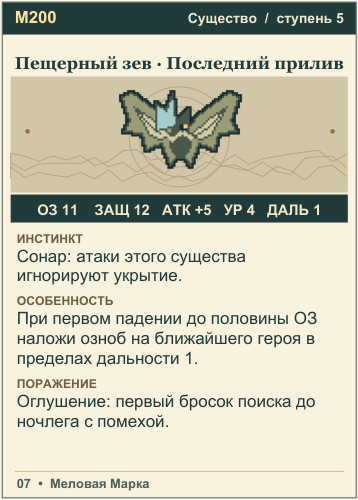 M200 Существо / ступень 5
Пещерный зев · Последний прилив
ОЗ 11 ЗАЩ 12 АТК +5 УР 4 ДАЛЬ 1
ИНСТИНКТ
Сонар: атаки этого существа
игнорируют укрытие.
ОСОБЕННОСТЬ
При первом падении до половины ОЗ
наложи озноб на ближайшего героя в
пределах дальности 1.
ПОРАЖЕНИЕ
Оглушение: первый бросок поиска до
ночлега с помехой.
07 • Меловая Марка